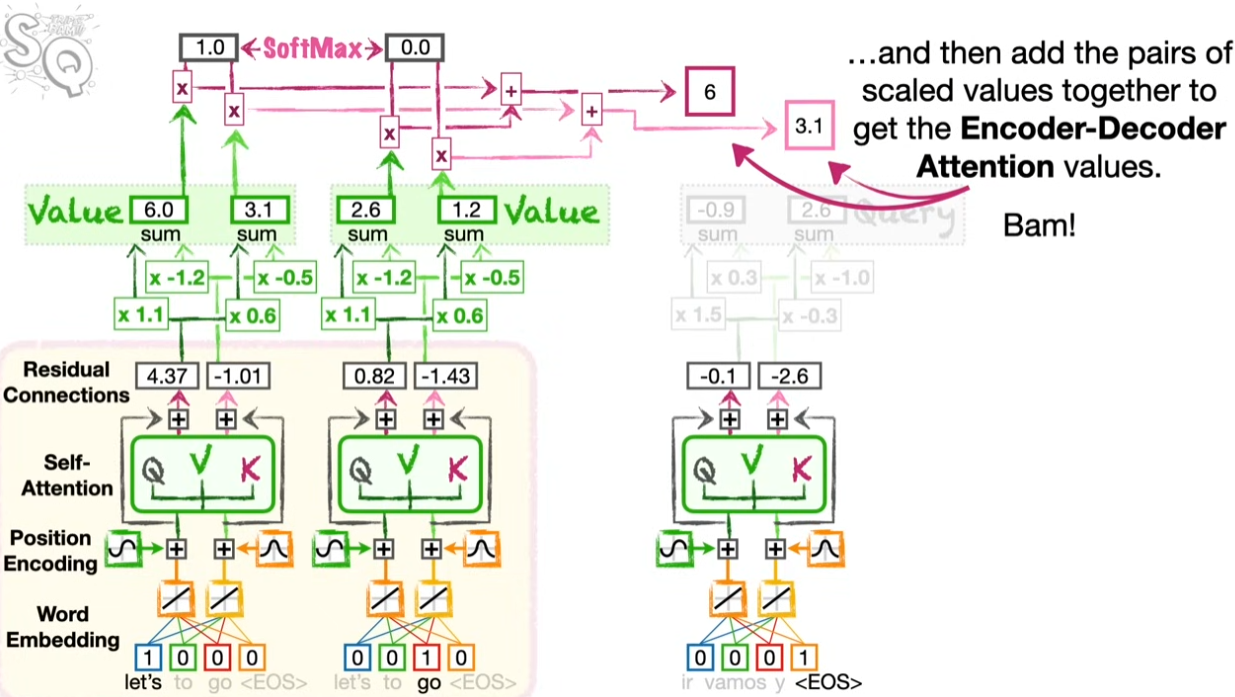 SQ
TRIPLE BAM!!!
1.0 SoftMax 0.0
x x x x + +
6
3.1
...and then add the pairs of
scaled values together to
get the Encoder-Decoder
Attention values.
Bam!
Value 6.0 3.1 2.6 1.2 Value -0.9 2.6 Query
sum sum sum sum sum sum
x -1.2 x -0.5 x -1.2 x -0.5 x 0.3 x -1.0
x 1.1 x 0.6 x 1.1 x 0.6 x 1.5 x -0.3
Residual
Connections
4.37 -1.01 0.82 -1.43 -0.1 -2.6
+ + + + + +
Self-
Attention
Q V K Q V K Q V K
Position
Encoding
+ + + + + +
Word
Embedding
1 0 0 0 0 0 1 0 0 0 0 1
let's to go <EOS> let's to go <EOS> ir vamos y <EOS>